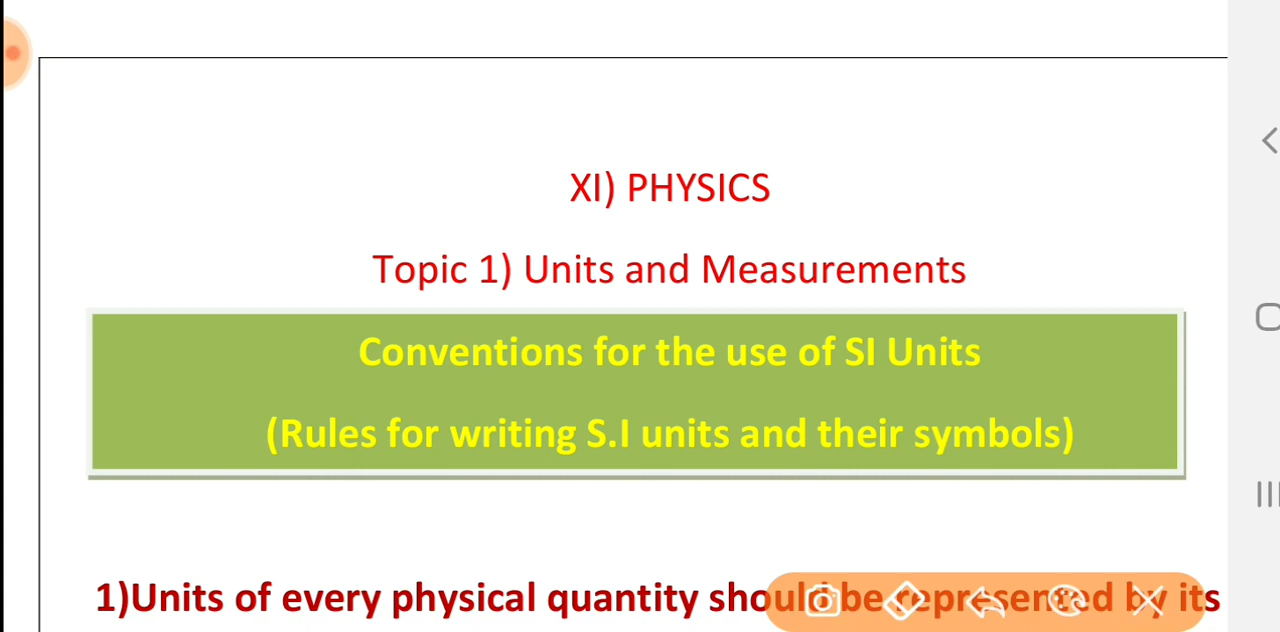 XI) PHYSICS
Topic 1) Units and Measurements
Conventions for the use of SI Units
(Rules for writing S.I units and their symbols)
1)Units of every physical quantity should be represented by its